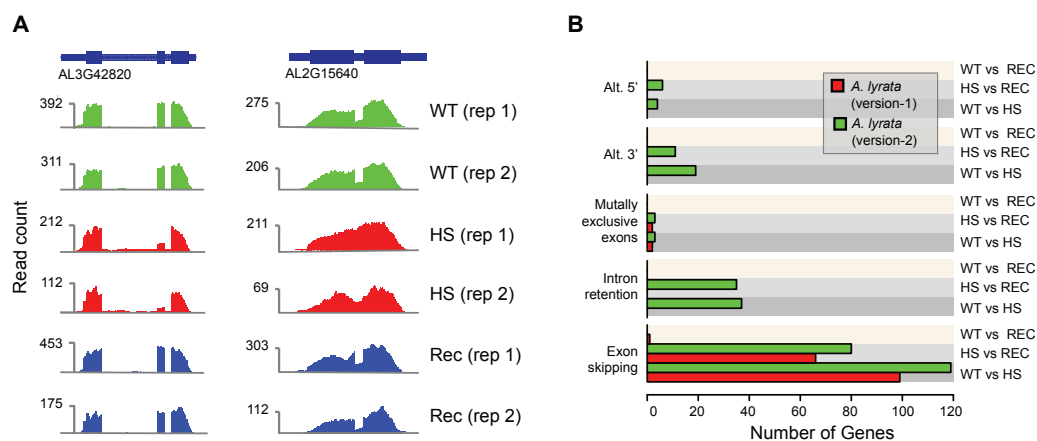 A
AL3G42820
AL2G15640
Read count
392
275
WT (rep 1)
311
206
WT (rep 2)
212
211
HS (rep 1)
112
69
HS (rep 2)
453
303
Rec (rep 1)
175
112
Rec (rep 2)
B
A. lyrata
(version-1)
A. lyrata
(version-2)
Alt. 5'
WT vs REC
HS vs REC
WT vs HS
Alt. 3'
WT vs REC
HS vs REC
WT vs HS
Mutally
exclusive
exons
WT vs REC
HS vs REC
WT vs HS
Intron
retention
WT vs REC
HS vs REC
WT vs HS
Exon
skipping
WT vs REC
HS vs REC
WT vs HS
0 20 40 60 80 100 120
Number of Genes